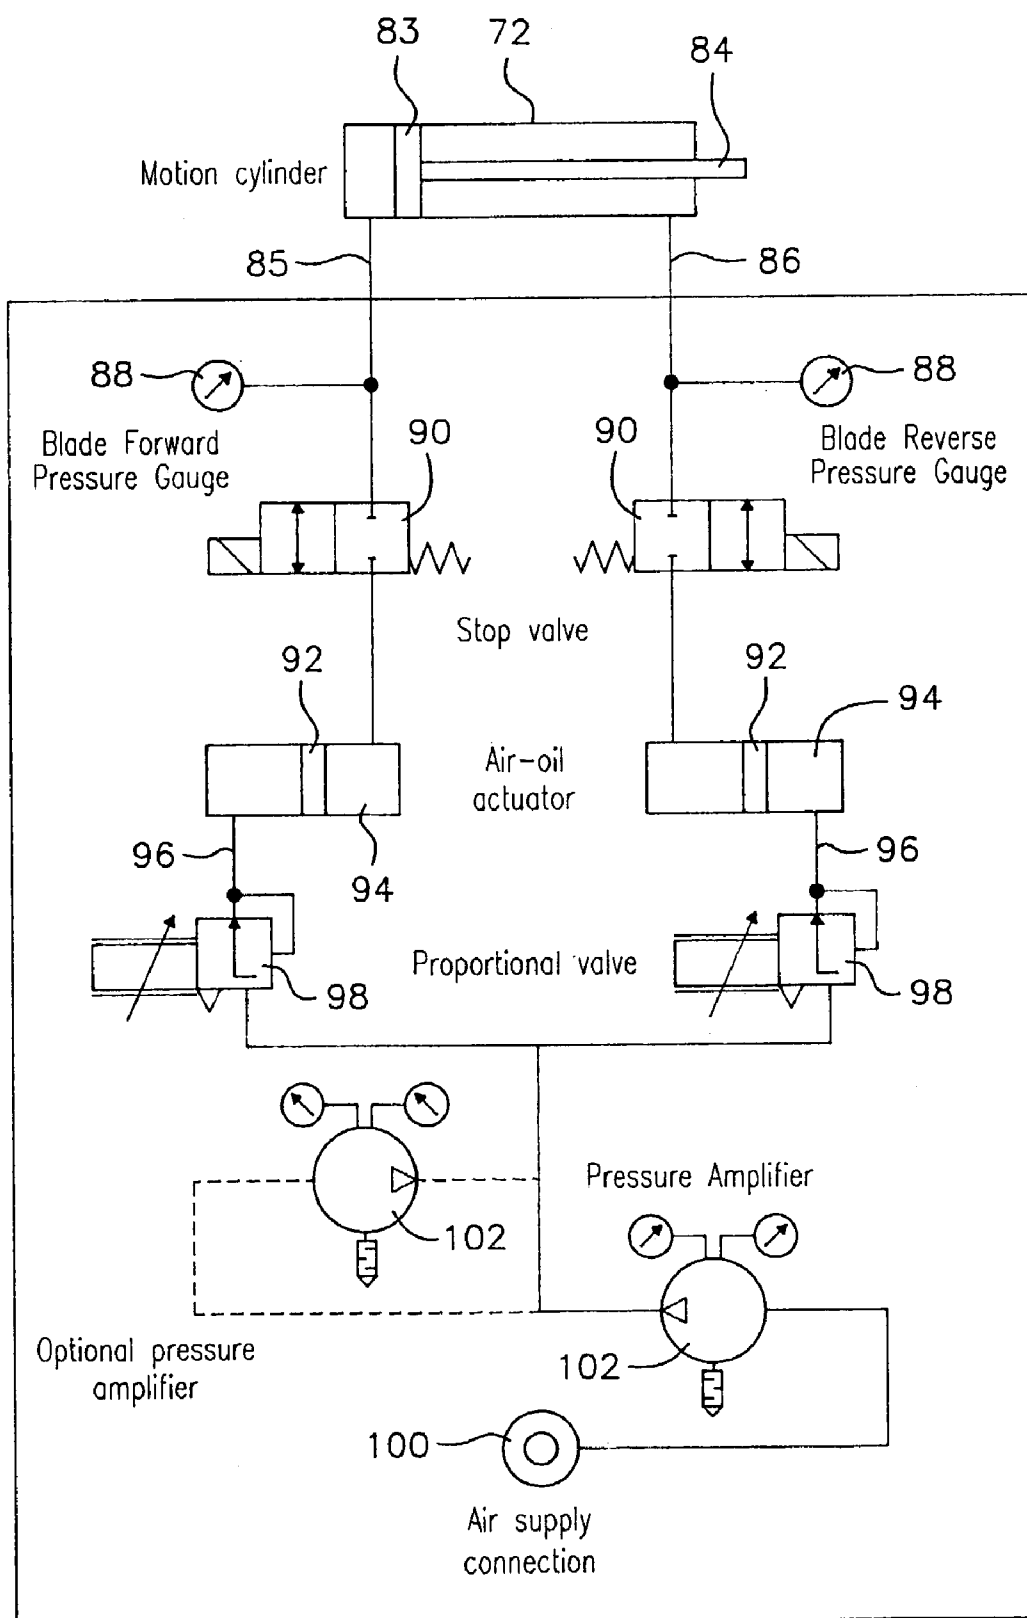 83
72
84
Motion cylinder
85
86
88
88
Blade Forward
Pressure Gauge
90
90
Blade Reverse
Pressure Gauge
Stop valve
92
92
94
Air-oil
actuator
96
94
96
Proportional valve
98
98
Pressure Amplifier
102
Optional pressure
amplifier
102
100
Air supply
connection